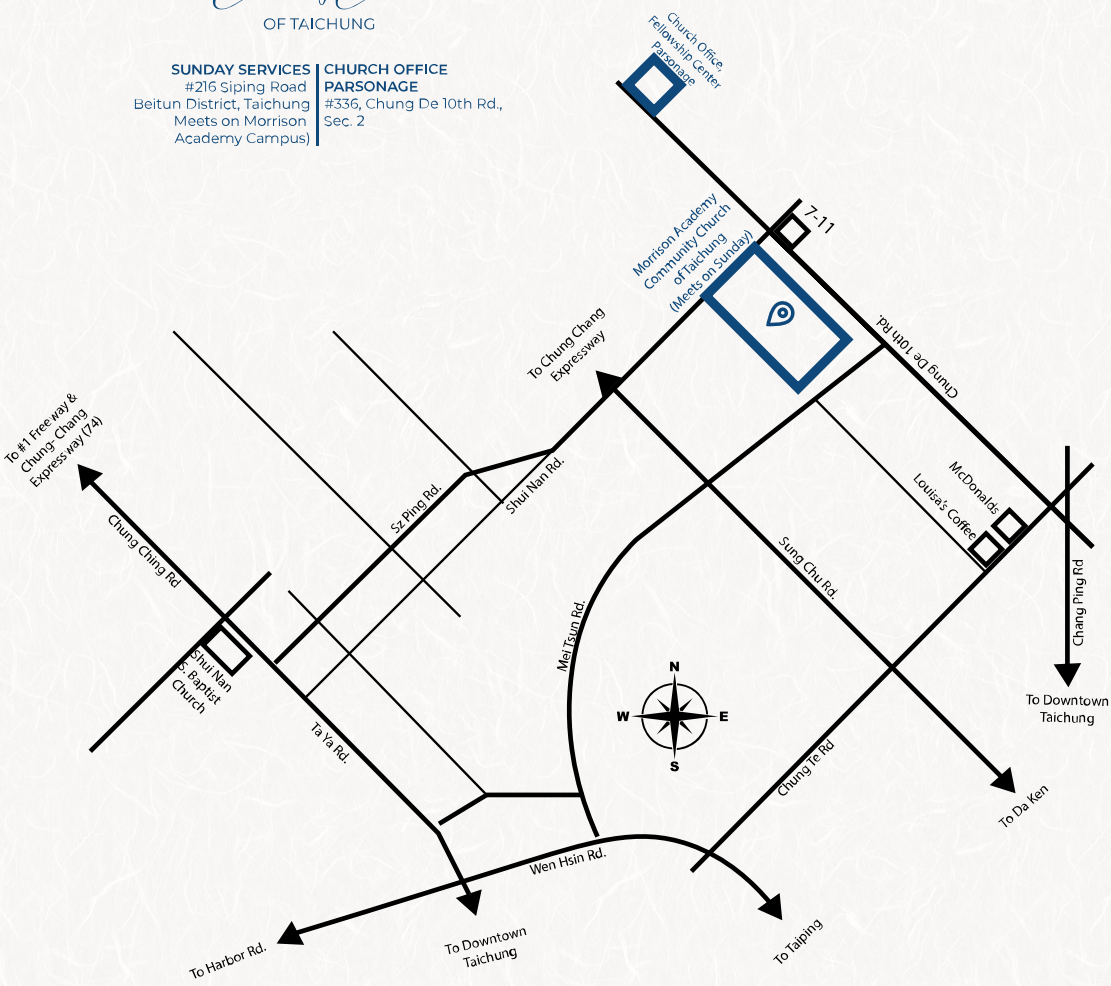 OF TAICHUNG
SUNDAY SERVICES
#216 Siping Road
Beitun District, Taichung
Meets on Morrison
Academy Campus)
CHURCH OFFICE
PARSONAGE
#336, Chung De 10th Rd.,
Sec. 2
Church Office,
Fellowship Center
Parsonage
7-11
Morrison Academy
Community Church
of Taichung
(Meets on Sunday)
To Chung Chang
Expressway
Chung De 10th Rd.
To #1 Freeway &
Chung- Chang
Expressway (74)
Sz Ping Rd.
Shui Nan Rd.
McDonalds
Louisa's Coffee
Chung Ching Rd
Sung Chu Rd.
Chang Ping Rd
Mei Tsun Rd.
Shui Nan
S. Baptist
Church
N
W
E
S
To Downtown
Taichung
Ta Ya Rd.
Chung Te Rd
To Da Ken
Wen Hsin Rd.
To Harbor Rd.
To Downtown
Taichung
To Taiping